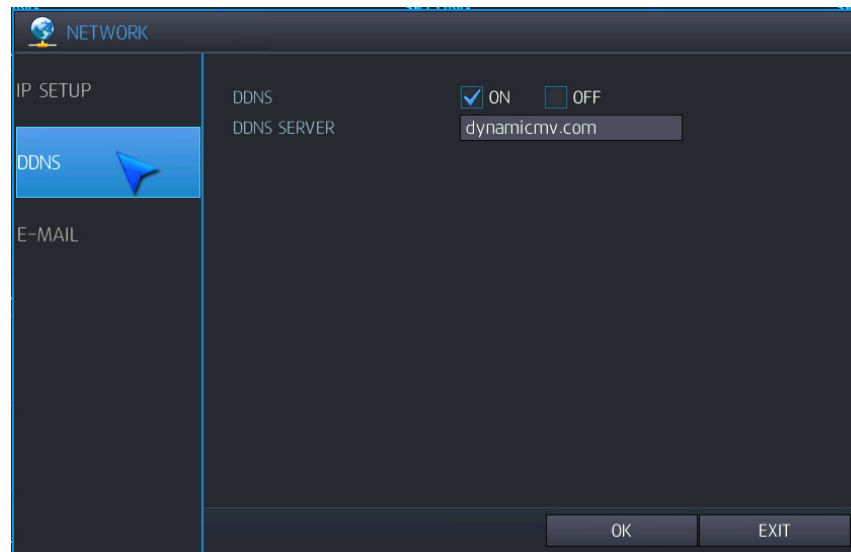 NETWORK
IP SETUP
DDNS
E-MAIL
DDNS ON OFF
DDNS SERVER dynamicmv.com
OK EXIT